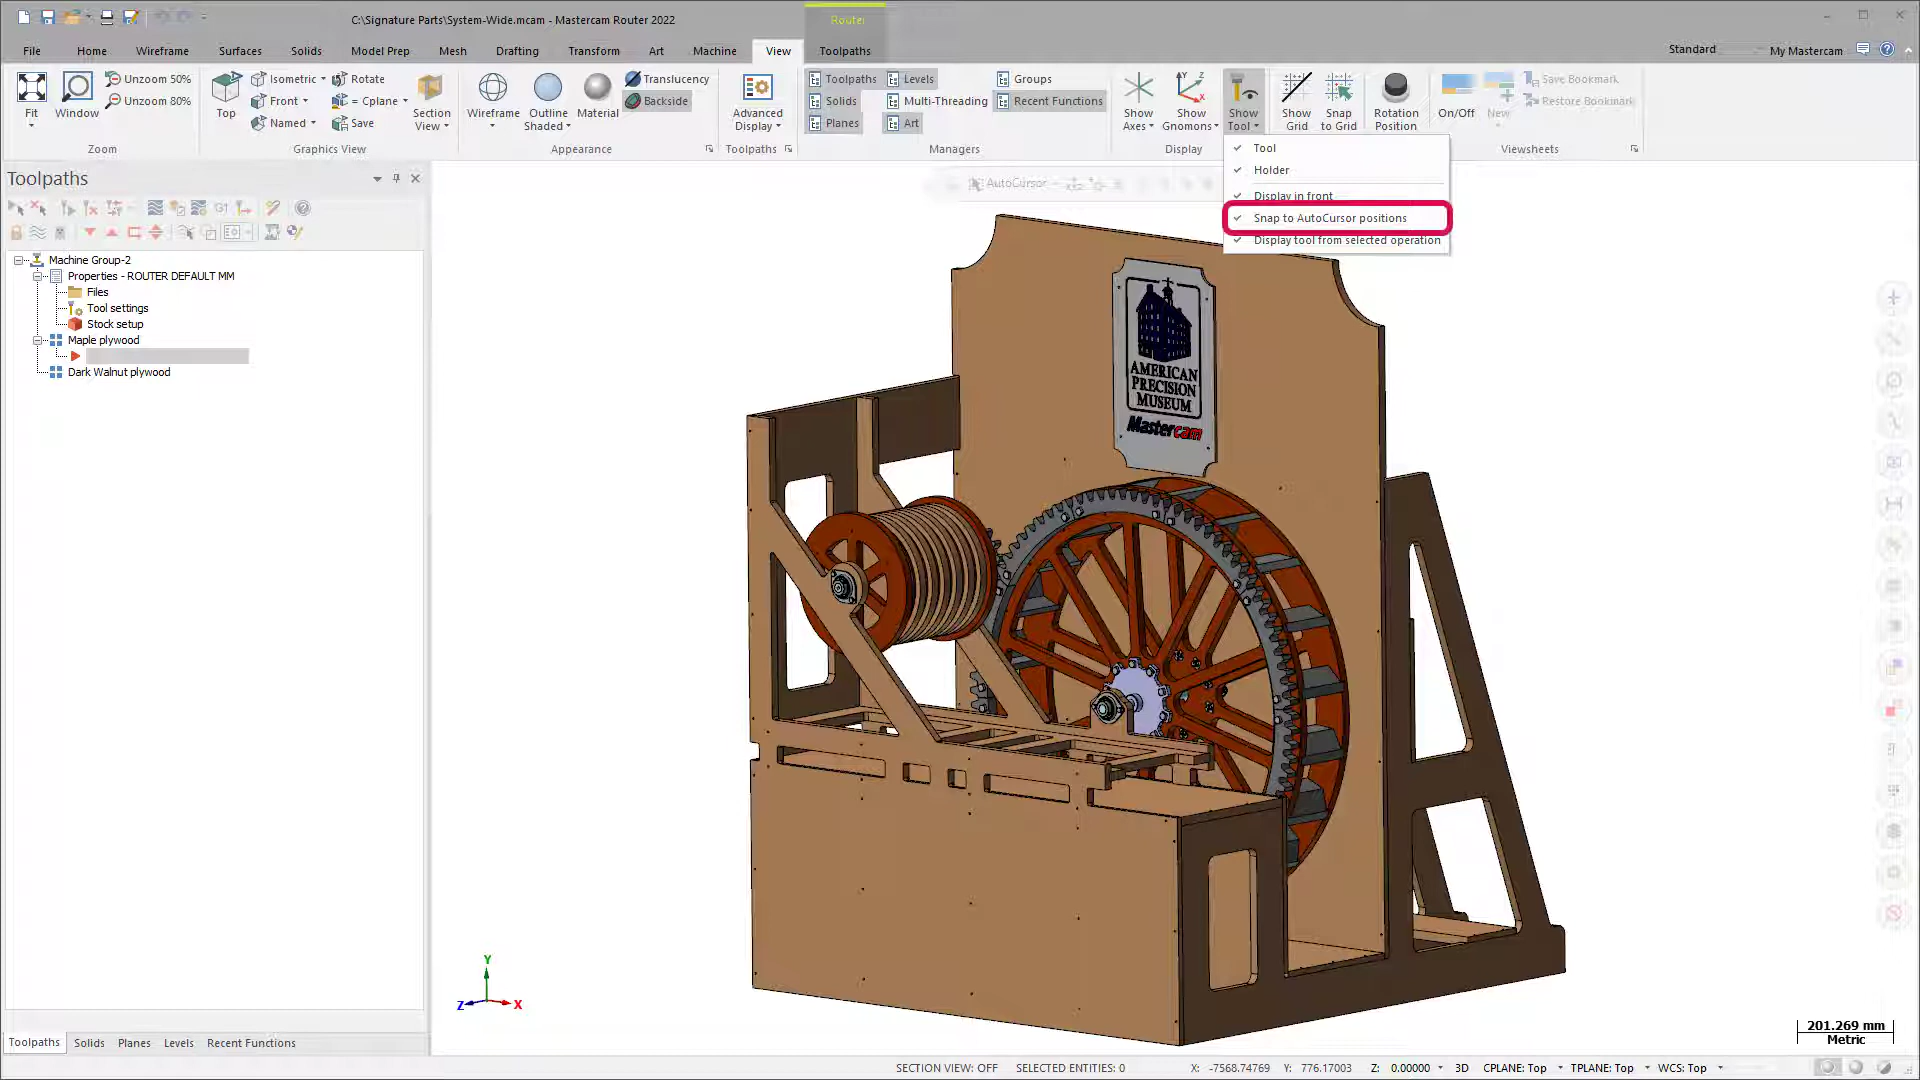 C:\Signature Parts\System-Wide.mcam - Mastercam Router 2022
Router
File Home Wireframe Surfaces Solids Model Prep Mesh Drafting Transform Art Machine View Toolpaths
Standard My Mastercam
Fit
Window
Unzoom 50%
Unzoom 80%
Zoom
Top
Isometric
Front
Named
Rotate
= Cplane
Save
Section View
Graphics View
Wireframe
Outline Shaded
Material
Translucency
Backside
Appearance
Advanced Display
Toolpaths
Toolpaths
Solids
Planes
Levels
Multi-Threading
Art
Groups
Recent Functions
Managers
Show Axes
Show Gnomons
Show Tool
Display
Show Grid
Snap to Grid
Rotation Position
On/Off
New
Save Bookmark
Restore Bookmark
Viewsheets
Tool
Holder
Display in front
Snap to AutoCursor positions
Display tool from selected operation
AutoCursor
Toolpaths
G1
Machine Group-2
Properties - ROUTER DEFAULT MM
Files
Tool settings
Stock setup
Maple plywood
Dark Walnut plywood
AMERICAN
PRECISION
MUSEUM
Mastercam
Y
Z X
201.269 mm
Metric
Toolpaths Solids Planes Levels Recent Functions
SECTION VIEW: OFF SELECTED ENTITIES: 0 X: -7568.74769 Y: 776.17003 Z: 0.00000 3D CPLANE: Top TPLANE: Top WCS: Top